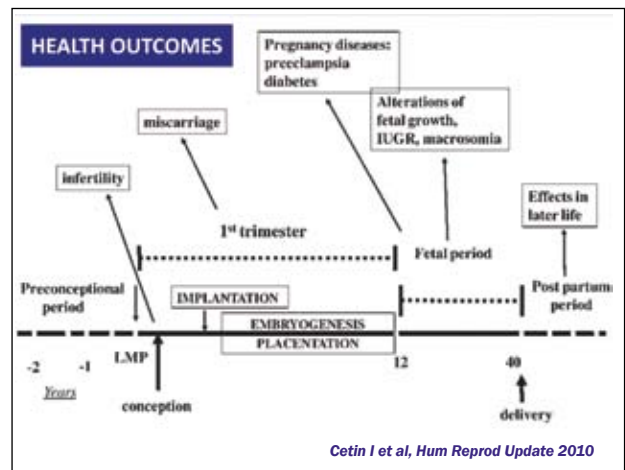 HEALTH OUTCOMES
Pregnancy diseases:
preeclampsia
diabetes
Alterations of
fetal growth,
IUGR, macrosomia
miscarriage
infertility
Effects in
later life
1st trimester
Fetal period
Preconceptional
period
IMPLANTATION
Post partum
period
EMBRYOGENESIS
PLACENTATION
-2
-1
LMP
12
40
Years
conception
delivery
Cetin I et al, Hum Reprod Update 2010